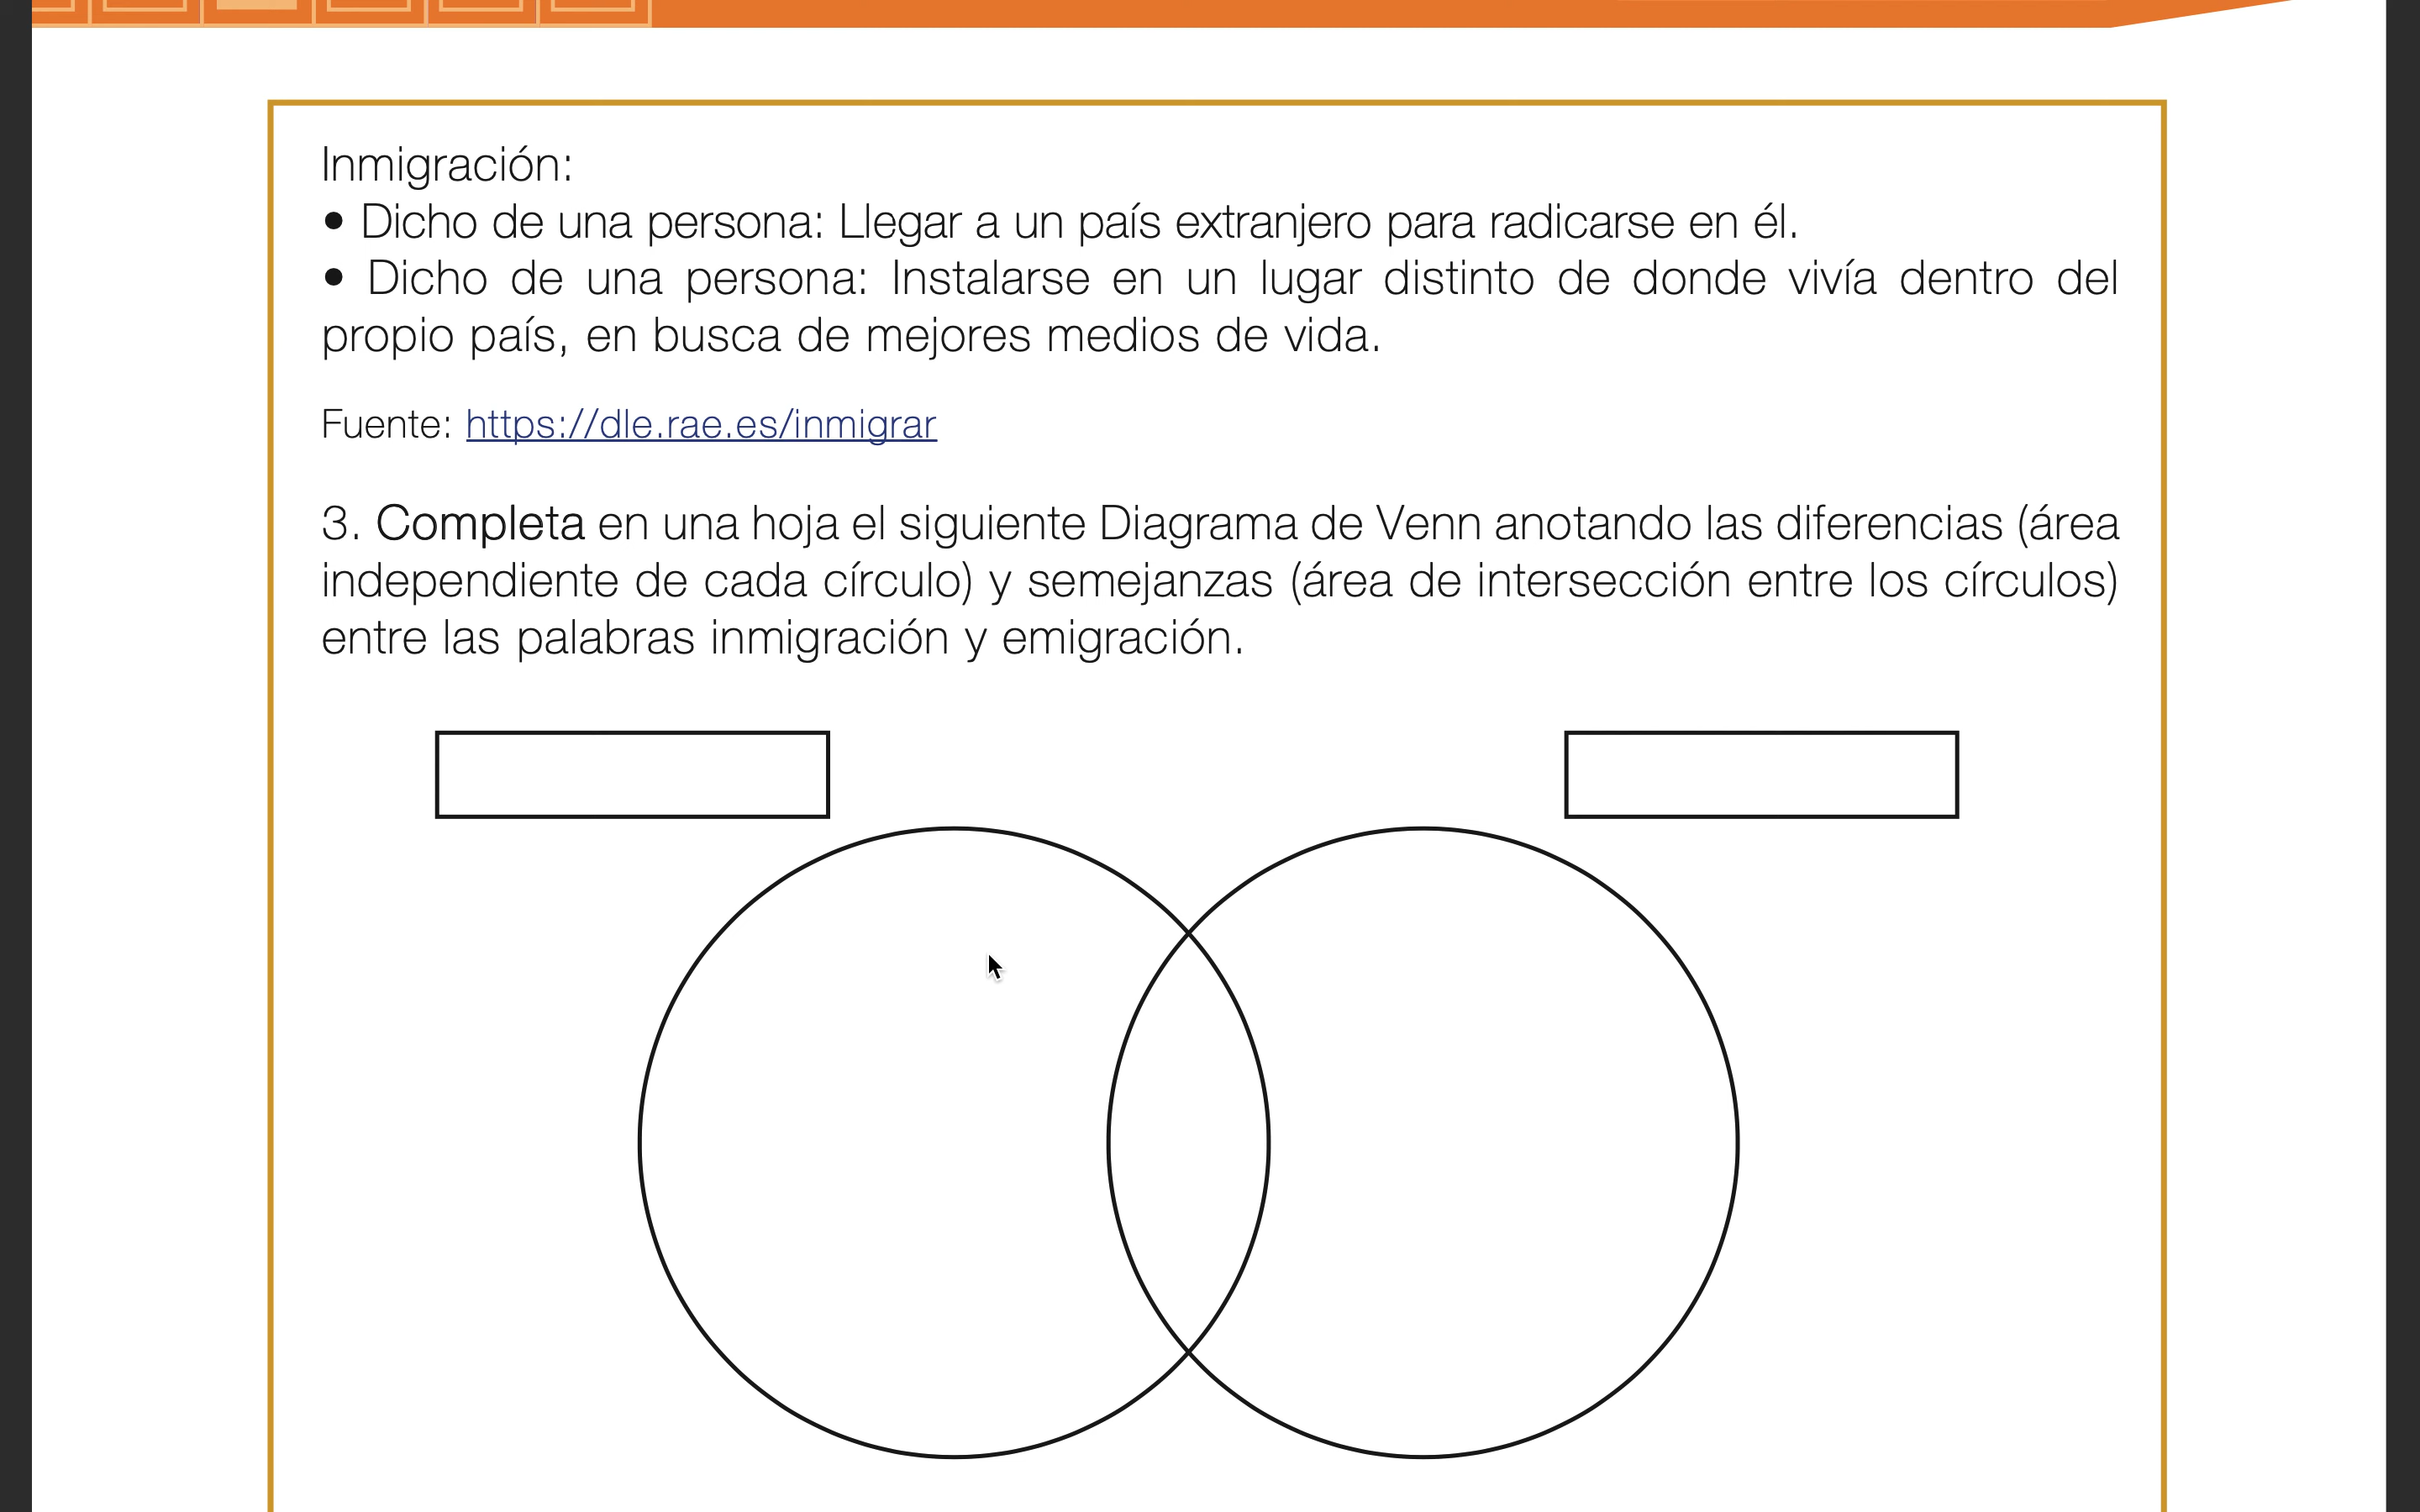 Inmigración:
● Dicho de una persona: Llegar a un país extranjero para radicarse en él.
● Dicho de una persona: Instalarse en un lugar distinto de donde vivía dentro del
propio país, en busca de mejores medios de vida.
Fuente: https://dle.rae.es/inmigrar
3. Completa en una hoja el siguiente Diagrama de Venn anotando las diferencias (área
independiente de cada círculo) y semejanzas (área de intersección entre los círculos)
entre las palabras inmigración y emigración.